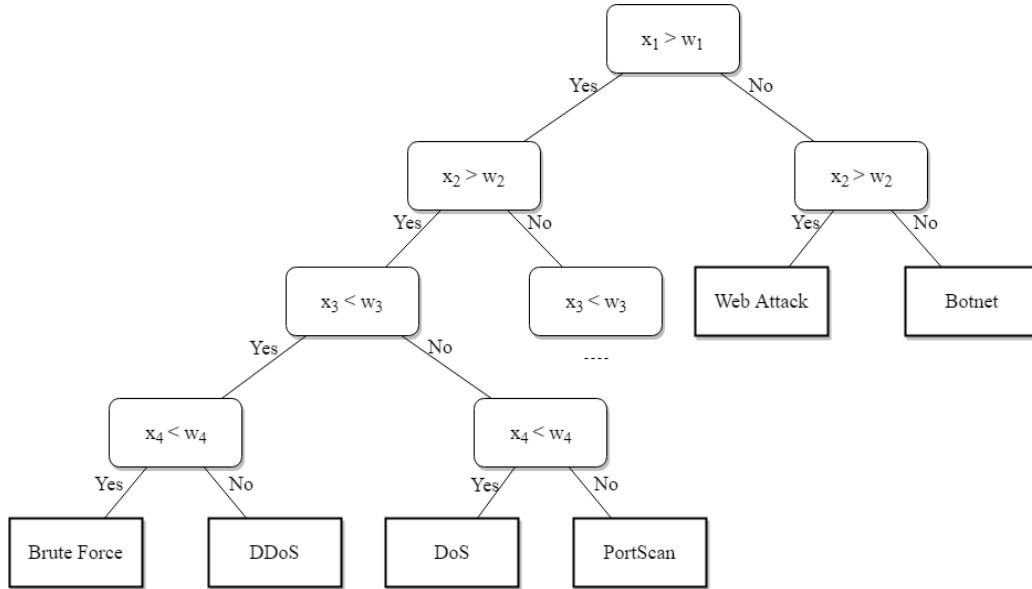 x₁ > w₁
Yes
No
x₂ > w₂
x₂ > w₂
Yes
No
Yes
No
x₃ < w₃
x₃ < w₃
Web Attack
Botnet
Yes
No
----
x₄ < w₄
x₄ < w₄
Yes
No
Yes
No
Brute Force
DDoS
DoS
PortScan